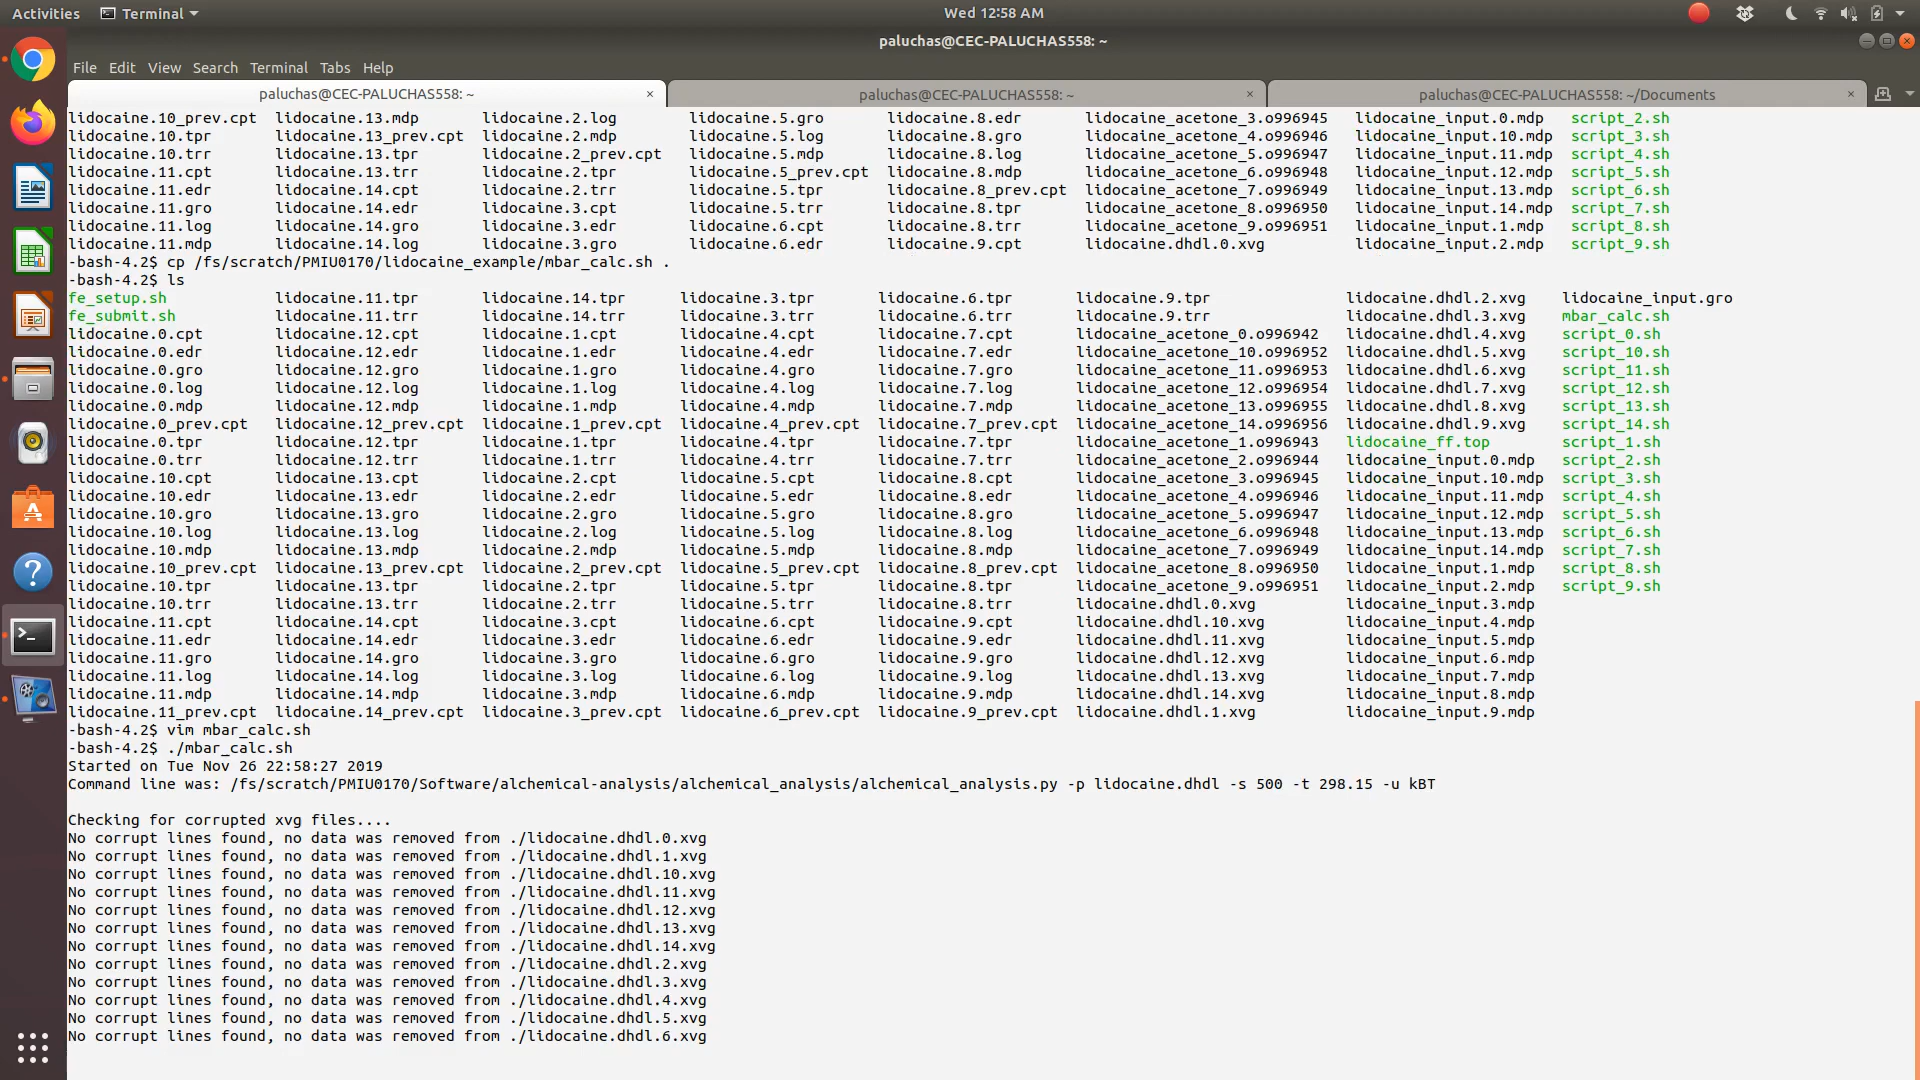 Activities Terminal Wed 12:58 AM
paluchas@CEC-PALUCHAS558: ~
File Edit View Search Terminal Tabs Help
paluchas@CEC-PALUCHAS558: ~ × paluchas@CEC-PALUCHAS558: ~ × paluchas@CEC-PALUCHAS558: ~/Documents ×
lidocaine.10_prev.cpt lidocaine.13.mdp lidocaine.2.log lidocaine.5.gro lidocaine.8.edr lidocaine_acetone_3.o996945 lidocaine_input.0.mdp script_2.sh
lidocaine.10.tpr lidocaine.13_prev.cpt lidocaine.2.mdp lidocaine.5.log lidocaine.8.gro lidocaine_acetone_4.o996946 lidocaine_input.10.mdp script_3.sh
lidocaine.10.trr lidocaine.13.tpr lidocaine.2_prev.cpt lidocaine.5.mdp lidocaine.8.log lidocaine_acetone_5.o996947 lidocaine_input.11.mdp script_4.sh
lidocaine.11.cpt lidocaine.13.trr lidocaine.2.tpr lidocaine.5_prev.cpt lidocaine.8.mdp lidocaine_acetone_6.o996948 lidocaine_input.12.mdp script_5.sh
lidocaine.11.edr lidocaine.14.cpt lidocaine.2.trr lidocaine.5.tpr lidocaine.8_prev.cpt lidocaine_acetone_7.o996949 lidocaine_input.13.mdp script_6.sh
lidocaine.11.gro lidocaine.14.edr lidocaine.3.cpt lidocaine.5.trr lidocaine.8.tpr lidocaine_acetone_8.o996950 lidocaine_input.14.mdp script_7.sh
lidocaine.11.log lidocaine.14.gro lidocaine.3.edr lidocaine.6.cpt lidocaine.8.trr lidocaine_acetone_9.o996951 lidocaine_input.1.mdp script_8.sh
lidocaine.11.mdp lidocaine.14.log lidocaine.3.gro lidocaine.6.edr lidocaine.9.cpt lidocaine.dhdl.0.xvg lidocaine_input.2.mdp script_9.sh
-bash-4.2$ cp /fs/scratch/PMIU0170/lidocaine_example/mbar_calc.sh .
-bash-4.2$ ls
fe_setup.sh lidocaine.11.tpr lidocaine.14.tpr lidocaine.3.tpr lidocaine.6.tpr lidocaine.9.tpr lidocaine.dhdl.2.xvg lidocaine_input.gro
fe_submit.sh lidocaine.11.trr lidocaine.14.trr lidocaine.3.trr lidocaine.6.trr lidocaine.9.trr lidocaine.dhdl.3.xvg mbar_calc.sh
lidocaine.0.cpt lidocaine.12.cpt lidocaine.1.cpt lidocaine.4.cpt lidocaine.7.cpt lidocaine_acetone_0.o996942 lidocaine.dhdl.4.xvg script_0.sh
lidocaine.0.edr lidocaine.12.edr lidocaine.1.edr lidocaine.4.edr lidocaine.7.edr lidocaine_acetone_10.o996952 lidocaine.dhdl.5.xvg script_10.sh
lidocaine.0.gro lidocaine.12.gro lidocaine.1.gro lidocaine.4.gro lidocaine.7.gro lidocaine_acetone_11.o996953 lidocaine.dhdl.6.xvg script_11.sh
lidocaine.0.log lidocaine.12.log lidocaine.1.log lidocaine.4.log lidocaine.7.log lidocaine_acetone_12.o996954 lidocaine.dhdl.7.xvg script_12.sh
lidocaine.0.mdp lidocaine.12.mdp lidocaine.1.mdp lidocaine.4.mdp lidocaine.7.mdp lidocaine_acetone_13.o996955 lidocaine.dhdl.8.xvg script_13.sh
lidocaine.0_prev.cpt lidocaine.12_prev.cpt lidocaine.1_prev.cpt lidocaine.4_prev.cpt lidocaine.7_prev.cpt lidocaine_acetone_14.o996956 lidocaine.dhdl.9.xvg script_14.sh
lidocaine.0.tpr lidocaine.12.tpr lidocaine.1.tpr lidocaine.4.tpr lidocaine.7.tpr lidocaine_acetone_1.o996943 lidocaine_ff.top script_1.sh
lidocaine.0.trr lidocaine.12.trr lidocaine.1.trr lidocaine.4.trr lidocaine.7.trr lidocaine_acetone_2.o996944 lidocaine_input.0.mdp script_2.sh
lidocaine.10.cpt lidocaine.13.cpt lidocaine.2.cpt lidocaine.5.cpt lidocaine.8.cpt lidocaine_acetone_3.o996945 lidocaine_input.10.mdp script_3.sh
lidocaine.10.edr lidocaine.13.edr lidocaine.2.edr lidocaine.5.edr lidocaine.8.edr lidocaine_acetone_4.o996946 lidocaine_input.11.mdp script_4.sh
lidocaine.10.gro lidocaine.13.gro lidocaine.2.gro lidocaine.5.gro lidocaine.8.gro lidocaine_acetone_5.o996947 lidocaine_input.12.mdp script_5.sh
lidocaine.10.log lidocaine.13.log lidocaine.2.log lidocaine.5.log lidocaine.8.log lidocaine_acetone_6.o996948 lidocaine_input.13.mdp script_6.sh
lidocaine.10.mdp lidocaine.13.mdp lidocaine.2.mdp lidocaine.5.mdp lidocaine.8.mdp lidocaine_acetone_7.o996949 lidocaine_input.14.mdp script_7.sh
lidocaine.10_prev.cpt lidocaine.13_prev.cpt lidocaine.2_prev.cpt lidocaine.5_prev.cpt lidocaine.8_prev.cpt lidocaine_acetone_8.o996950 lidocaine_input.1.mdp script_8.sh
lidocaine.10.tpr lidocaine.13.tpr lidocaine.2.tpr lidocaine.5.tpr lidocaine.8.tpr lidocaine_acetone_9.o996951 lidocaine_input.2.mdp script_9.sh
lidocaine.10.trr lidocaine.13.trr lidocaine.2.trr lidocaine.5.trr lidocaine.8.trr lidocaine.dhdl.0.xvg lidocaine_input.3.mdp
lidocaine.11.cpt lidocaine.14.cpt lidocaine.3.cpt lidocaine.6.cpt lidocaine.9.cpt lidocaine.dhdl.10.xvg lidocaine_input.4.mdp
lidocaine.11.edr lidocaine.14.edr lidocaine.3.edr lidocaine.6.edr lidocaine.9.edr lidocaine.dhdl.11.xvg lidocaine_input.5.mdp
lidocaine.11.gro lidocaine.14.gro lidocaine.3.gro lidocaine.6.gro lidocaine.9.gro lidocaine.dhdl.12.xvg lidocaine_input.6.mdp
lidocaine.11.log lidocaine.14.log lidocaine.3.log lidocaine.6.log lidocaine.9.log lidocaine.dhdl.13.xvg lidocaine_input.7.mdp
lidocaine.11.mdp lidocaine.14.mdp lidocaine.3.mdp lidocaine.6.mdp lidocaine.9.mdp lidocaine.dhdl.14.xvg lidocaine_input.8.mdp
lidocaine.11_prev.cpt lidocaine.14_prev.cpt lidocaine.3_prev.cpt lidocaine.6_prev.cpt lidocaine.9_prev.cpt lidocaine.dhdl.1.xvg lidocaine_input.9.mdp
-bash-4.2$ vim mbar_calc.sh
-bash-4.2$ ./mbar_calc.sh
Started on Tue Nov 26 22:58:27 2019
Command line was: /fs/scratch/PMIU0170/Software/alchemical-analysis/alchemical_analysis/alchemical_analysis.py -p lidocaine.dhdl -s 500 -t 298.15 -u kBT
Checking for corrupted xvg files....
No corrupt lines found, no data was removed from ./lidocaine.dhdl.0.xvg
No corrupt lines found, no data was removed from ./lidocaine.dhdl.1.xvg
No corrupt lines found, no data was removed from ./lidocaine.dhdl.10.xvg
No corrupt lines found, no data was removed from ./lidocaine.dhdl.11.xvg
No corrupt lines found, no data was removed from ./lidocaine.dhdl.12.xvg
No corrupt lines found, no data was removed from ./lidocaine.dhdl.13.xvg
No corrupt lines found, no data was removed from ./lidocaine.dhdl.14.xvg
No corrupt lines found, no data was removed from ./lidocaine.dhdl.2.xvg
No corrupt lines found, no data was removed from ./lidocaine.dhdl.3.xvg
No corrupt lines found, no data was removed from ./lidocaine.dhdl.4.xvg
No corrupt lines found, no data was removed from ./lidocaine.dhdl.5.xvg
No corrupt lines found, no data was removed from ./lidocaine.dhdl.6.xvg